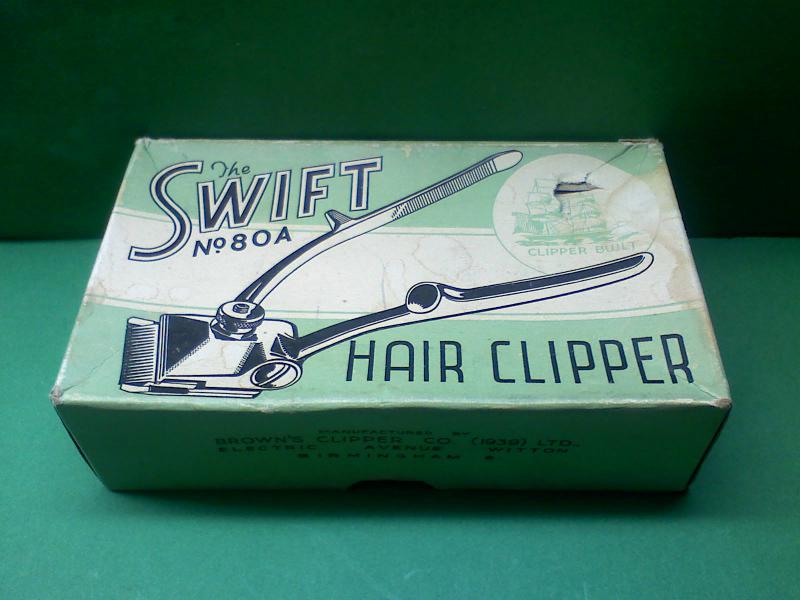 The
SWIFT
Nº 80A
CLIPPER BUILT
HAIR CLIPPER
MANUFACTURED BY
BROWN'S CLIPPER CO. (1939) LTD.,
ELECTRIC AVENUE WITTON
BIRMINGHAM 6.